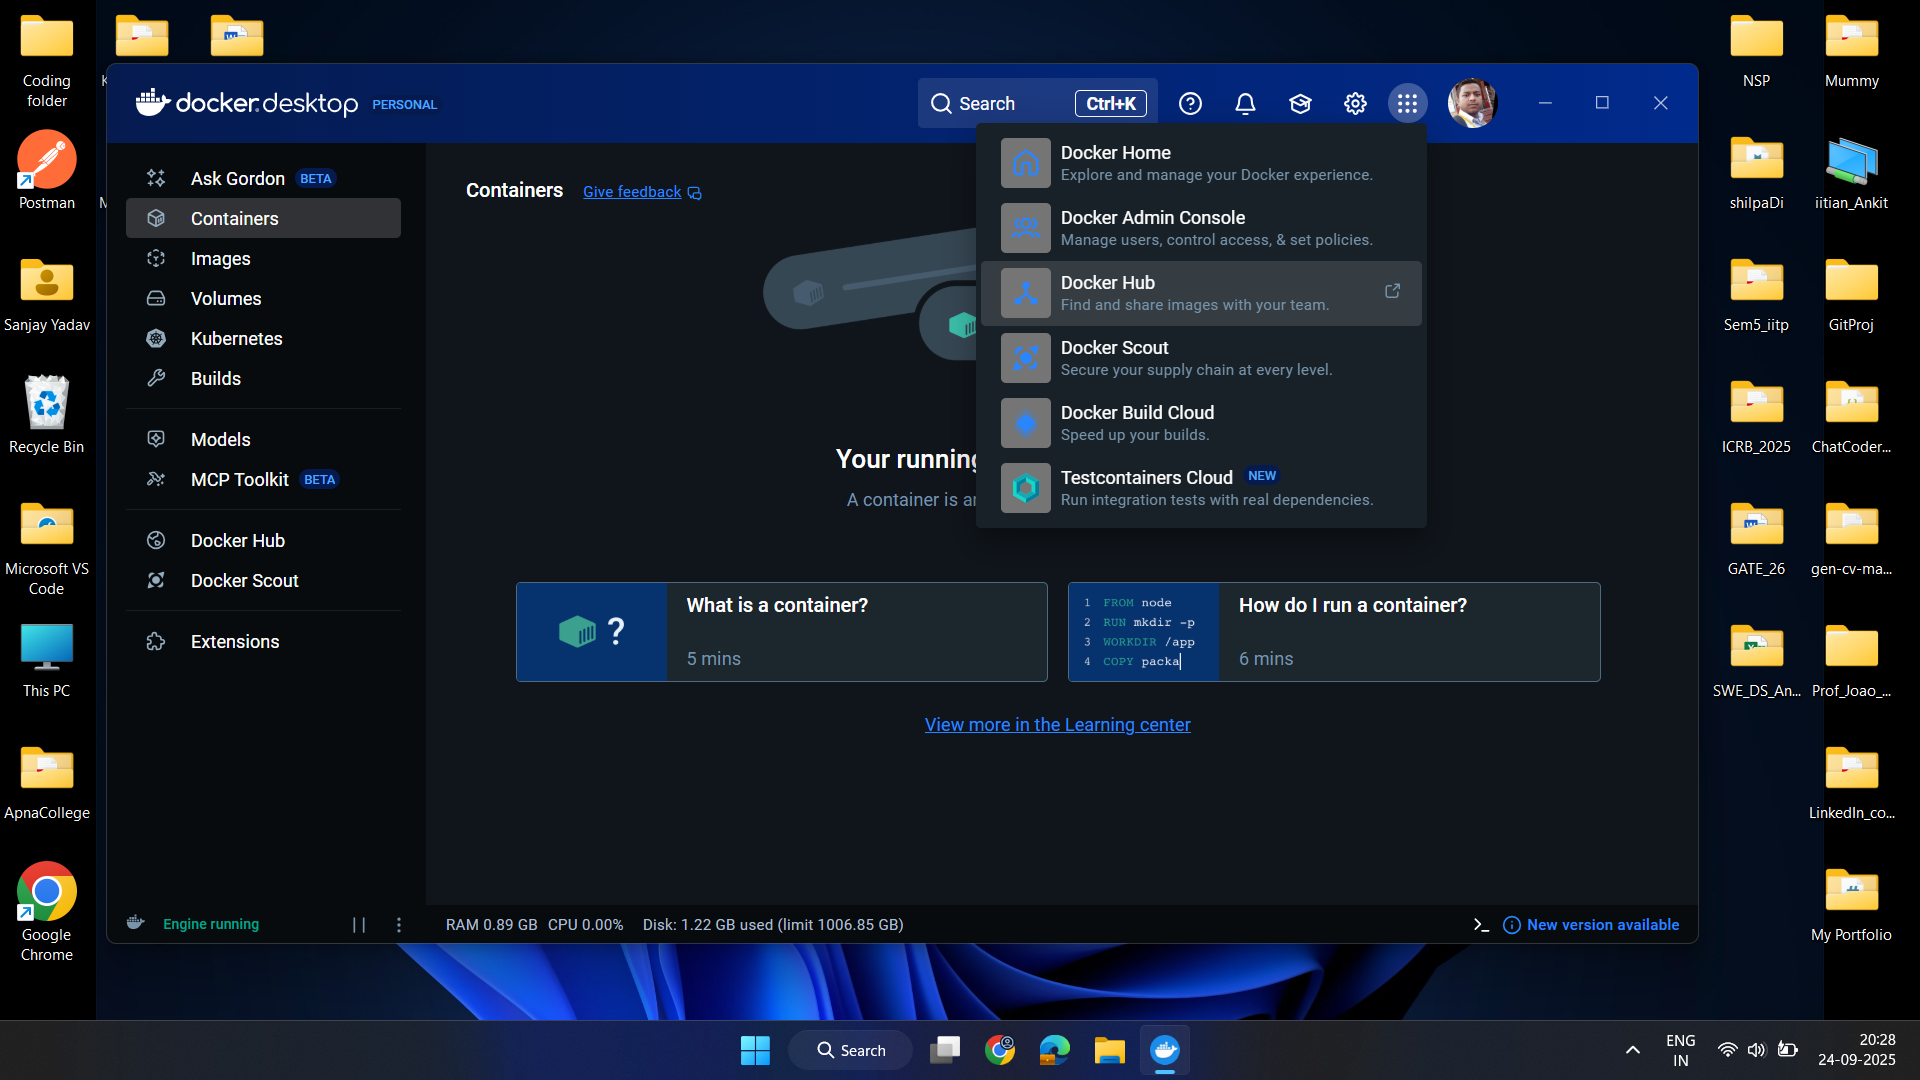 Coding
folder
Postman
Sanjay Yadav
Recycle Bin
Microsoft VS
Code
This PC
ApnaCollege
Google
Chrome
docker.desktop PERSONAL
Search Ctrl+K
Ask Gordon BETA
Containers
Images
Volumes
Kubernetes
Builds
Models
MCP Toolkit BETA
Docker Hub
Docker Scout
Extensions
Containers Give feedback
Your running
A container is a
Docker Home
Explore and manage your Docker experience.
Docker Admin Console
Manage users, control access, & set policies.
Docker Hub
Find and share images with your team.
Docker Scout
Secure your supply chain at every level.
Docker Build Cloud
Speed up your builds.
Testcontainers Cloud NEW
Run integration tests with real dependencies.
?
What is a container?
5 mins
1 FROM node
2 RUN mkdir -p
3 WORKDIR /app
4 COPY packa
How do I run a container?
6 mins
View more in the Learning center
Engine running
RAM 0.89 GB CPU 0.00% Disk: 1.22 GB used (limit 1006.85 GB)
New version available
NSP
Mummy
shilpaDi
iitian_Ankit
Sem5_iitp
GitProj
ICRB_2025
ChatCoder...
GATE_26
gen-cv-ma...
SWE_DS_An...
Prof_Joao_...
LinkedIn_co...
My Portfolio
Search
ENG
IN
20:28
24-09-2025